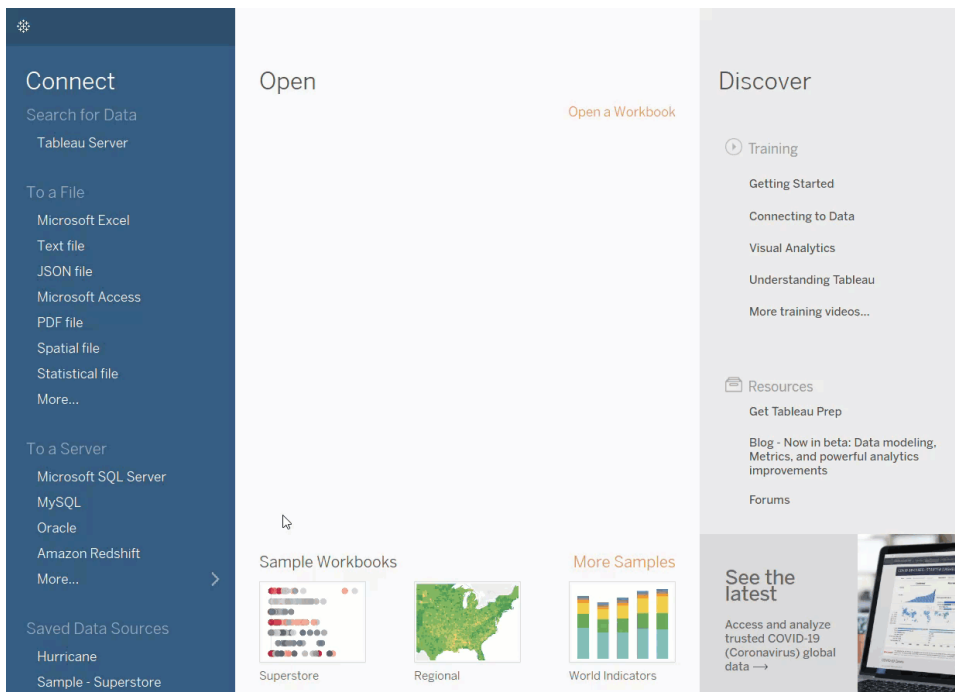 Connect
Search for Data
Tableau Server
To a File
Microsoft Excel
Text file
JSON file
Microsoft Access
PDF file
Spatial file
Statistical file
More...
To a Server
Microsoft SQL Server
MySQL
Oracle
Amazon Redshift
More...
Saved Data Sources
Hurricane
Sample - Superstore
Open
Open a Workbook
Sample Workbooks
More Samples
Superstore
Regional
World Indicators
Discover
Training
Getting Started
Connecting to Data
Visual Analytics
Understanding Tableau
More training videos...
Resources
Get Tableau Prep
Blog - Now in beta: Data modeling,
Metrics, and powerful analytics
improvements
Forums
See the
latest
Access and analyze
trusted COVID-19
(Coronavirus) global
data →